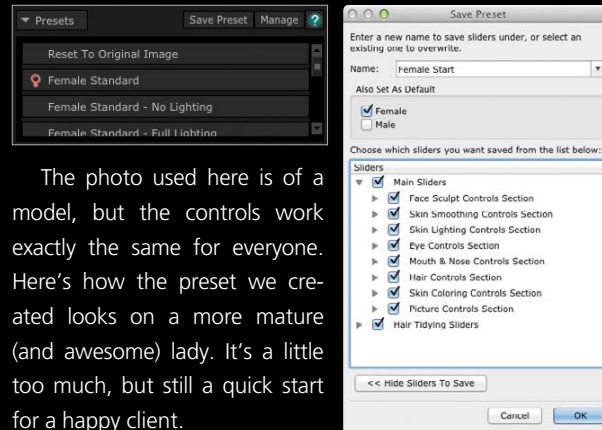 Presets Save Preset Manage ?
Reset To Original Image
Female Standard
Female Standard - No Lighting
Female Standard - Full Lighting
The photo used here is of a
model, but the controls work
exactly the same for everyone.
Here’s how the preset we cre-
ated looks on a more mature
(and awesome) lady. It’s a little
too much, but still a quick start
for a happy client.
Save Preset
Enter a new name to save sliders under, or select an
existing one to overwrite.
Name: Female Start
Also Set As Default
Female
Male
Choose which sliders you want saved from the list below:
Sliders
Main Sliders
Face Sculpt Controls Section
Skin Smoothing Controls Section
Skin Lighting Controls Section
Eye Controls Section
Mouth & Nose Controls Section
Hair Controls Section
Skin Coloring Controls Section
Picture Controls Section
Hair Tidying Sliders
<< Hide Sliders To Save
Cancel OK